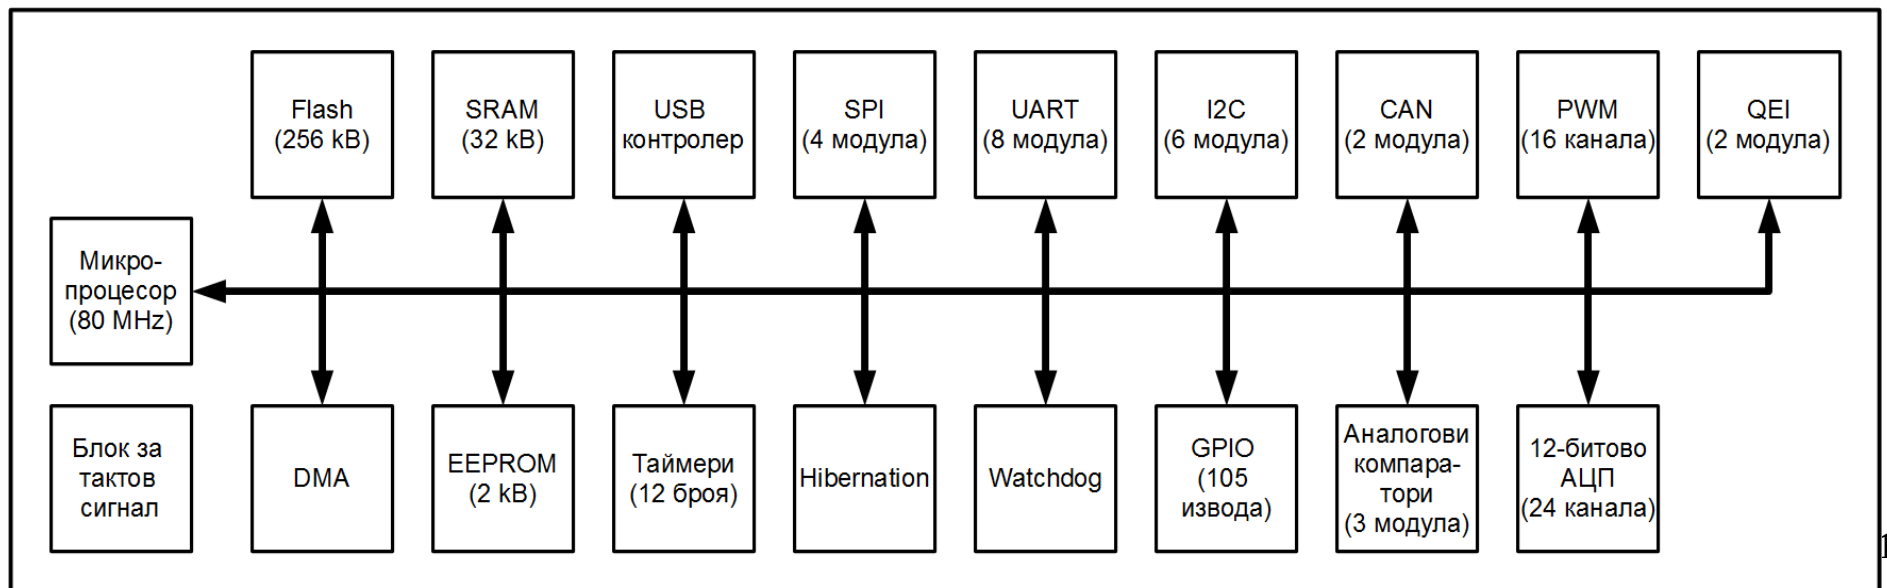 Flash
(256 kB)
SRAM
(32 kB)
USB
контролер
SPI
(4 модула)
UART
(8 модула)
I2C
(6 модула)
CAN
(2 модула)
PWM
(16 канала)
QEI
(2 модула)
Микро-
процесор
(80 MHz)
Блок за
тактов
сигнал
DMA
EEPROM
(2 kB)
Таймери
(12 броя)
Hibernation
Watchdog
GPIO
(105
извода)
Аналогови
компара-
тори
(3 модула)
12-битово
АЦП
(24 канала)
1